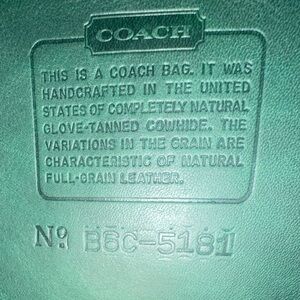 COACH
THIS IS A COACH BAG. IT WAS
HANDCRAFTED IN THE UNITED
STATES OF COMPLETELY NATURAL
GLOVE-TANNED COWHIDE. THE
VARIATIONS IN THE GRAIN ARE
CHARACTERISTIC OF NATURAL
FULL-GRAIN LEATHER.
Nº B6C-5181